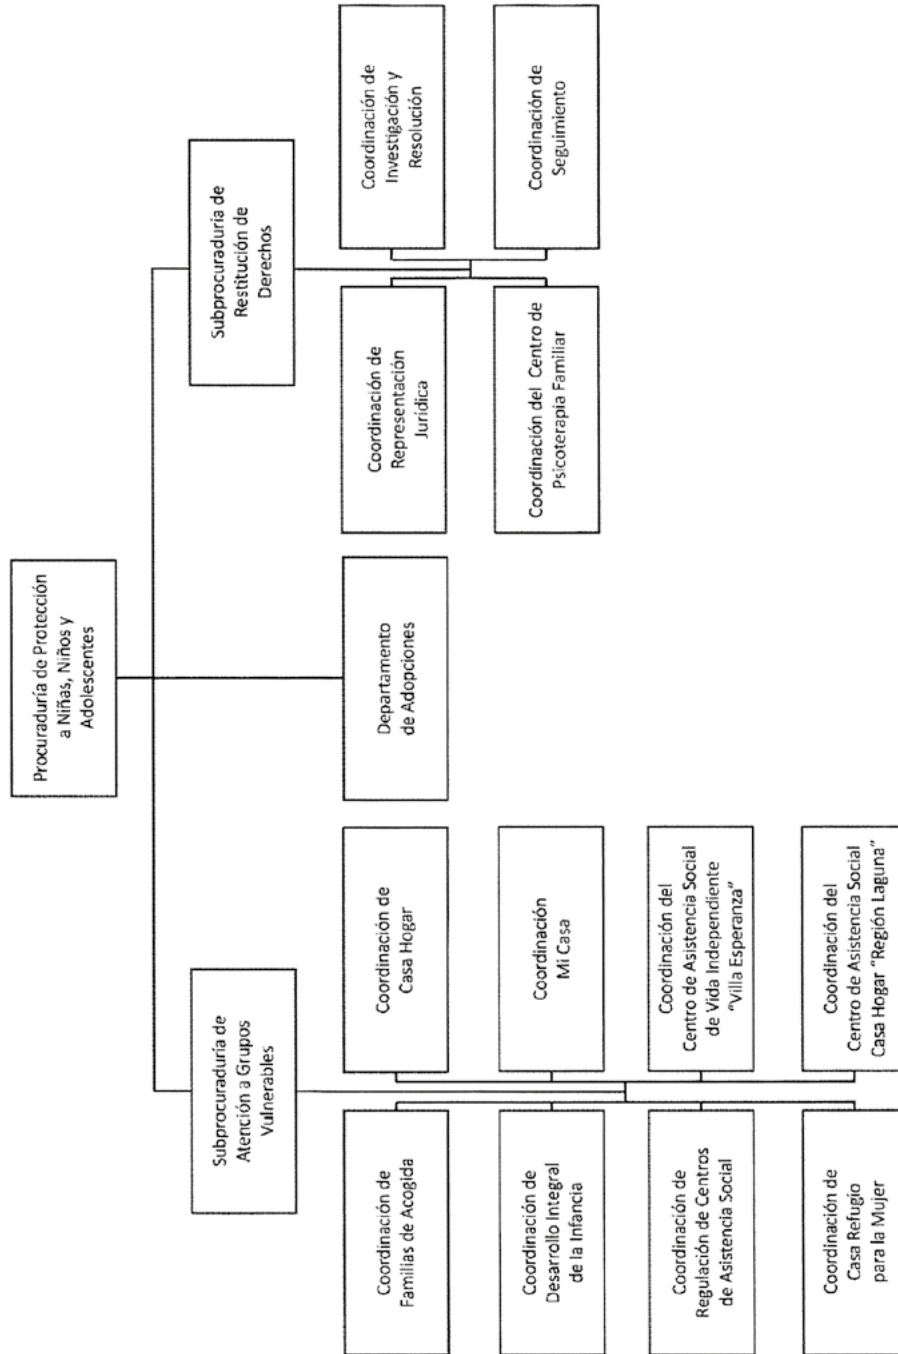 Procuraduría de Protección
a Niñas, Niños y
Adolescentes
Subprocuraduría de
Atención a Grupos
Vulnerables
Subprocuraduría de
Restitución de
Derechos
Coordinación de
Familias de Acogida
Coordinación de
Casa Hogar
Departamento
de Adopciones
Coordinación de
Representación
Jurídica
Coordinación de
Investigación y
Resolución
Coordinación de
Desarrollo Integral
de la Infancia
Coordinación
Mi Casa
Coordinación del Centro de
Psicoterapia Familiar
Coordinación de
Seguimiento
Coordinación de
Regulación de Centros
de Asistencia Social
Coordinación del
Centro de Asistencia Social
de Vida Independiente
“Villa Esperanza”
Coordinación de
Casa Refugio
para la Mujer
Coordinación del
Centro de Asistencia Social
Casa Hogar “Región Laguna”